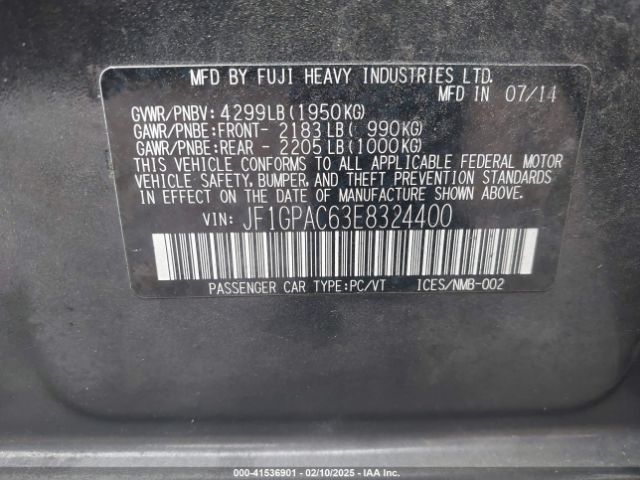 MFD BY FUJI HEAVY INDUSTRIES LTD.
MFD IN 07/14
GVWR/PNBV: 4299LB(1950KG)
GAWR/PNBE:FRONT- 2183LB( 990KG)
GAWR/PNBE:REAR - 2205LB(1000KG)
THIS VEHICLE CONFORMS TO ALL APPLICABLE FEDERAL MOTOR
VEHICLE SAFETY, BUMPER, AND THEFT PREVENTION STANDARDS
IN EFFECT ON THE DATE OF MANUFACTURE SHOWN ABOVE.
VIN: JF1GPAC63E8324400
PASSENGER CAR TYPE:PC/VT ICES/NMB-002
000-41536901 - 02/10/2025 - IAAI.COM